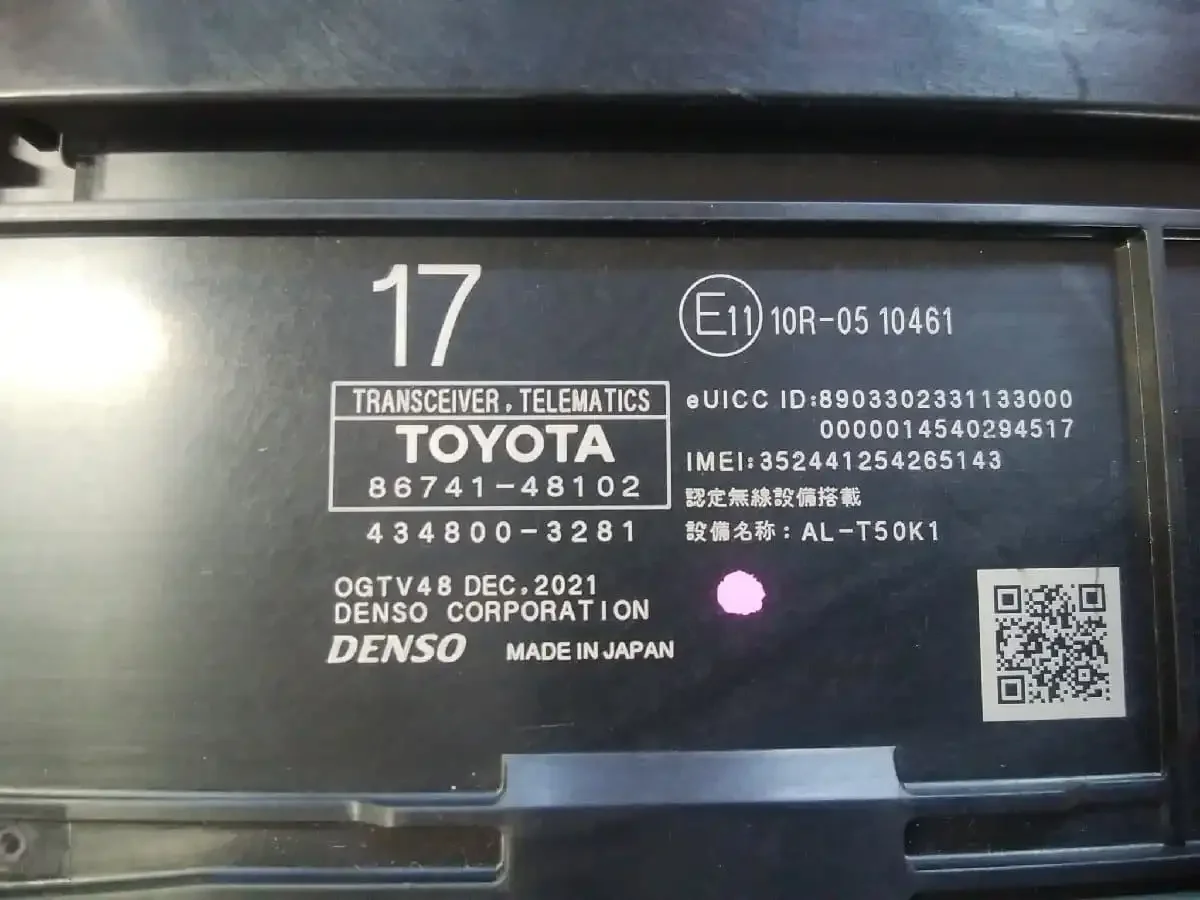 17
TRANSCEIVER, TELEMATICS
TOYOTA
86741-48102
434800-3281
OGTV48 DEC.2021
DENSO CORPORATION
DENSO MADE IN JAPAN
E11 10R-05 10461
eUICC ID:8903302331133000
0000014540294517
IMEI:352441254265143
認定無線設備搭載
設備名称: AL-T50K1